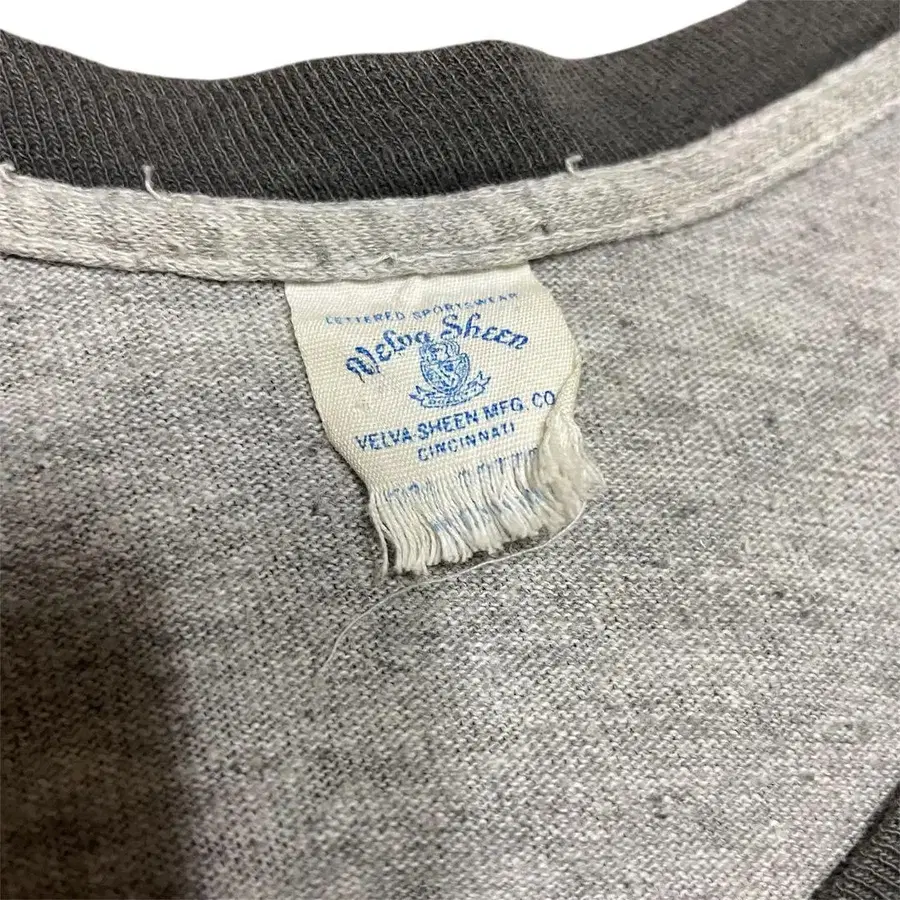 LETTERED SPORTSWEAR
Velva Sheen
VELVA-SHEEN MFG. CO
CINCINNATI